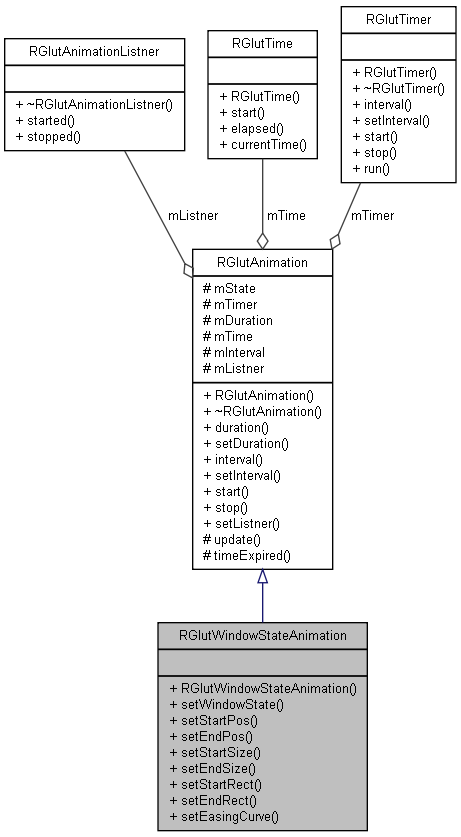 RGlutAnimationListner
+ ~RGlutAnimationListner()
+ started()
+ stopped()
RGlutTime
+ RGlutTime()
+ start()
+ elapsed()
+ currentTime()
RGlutTimer
+ RGlutTimer()
+ ~RGlutTimer()
+ interval()
+ setInterval()
+ start()
+ stop()
+ run()
mListner
mTime
mTimer
RGlutAnimation
# mState
# mTimer
# mDuration
# mTime
# mInterval
# mListner
+ RGlutAnimation()
+ ~RGlutAnimation()
+ duration()
+ setDuration()
+ interval()
+ setInterval()
+ start()
+ stop()
+ setListner()
# update()
# timeExpired()
RGlutWindowStateAnimation
+ RGlutWindowStateAnimation()
+ setWindowState()
+ setStartPos()
+ setEndPos()
+ setStartSize()
+ setEndSize()
+ setStartRect()
+ setEndRect()
+ setEasingCurve()